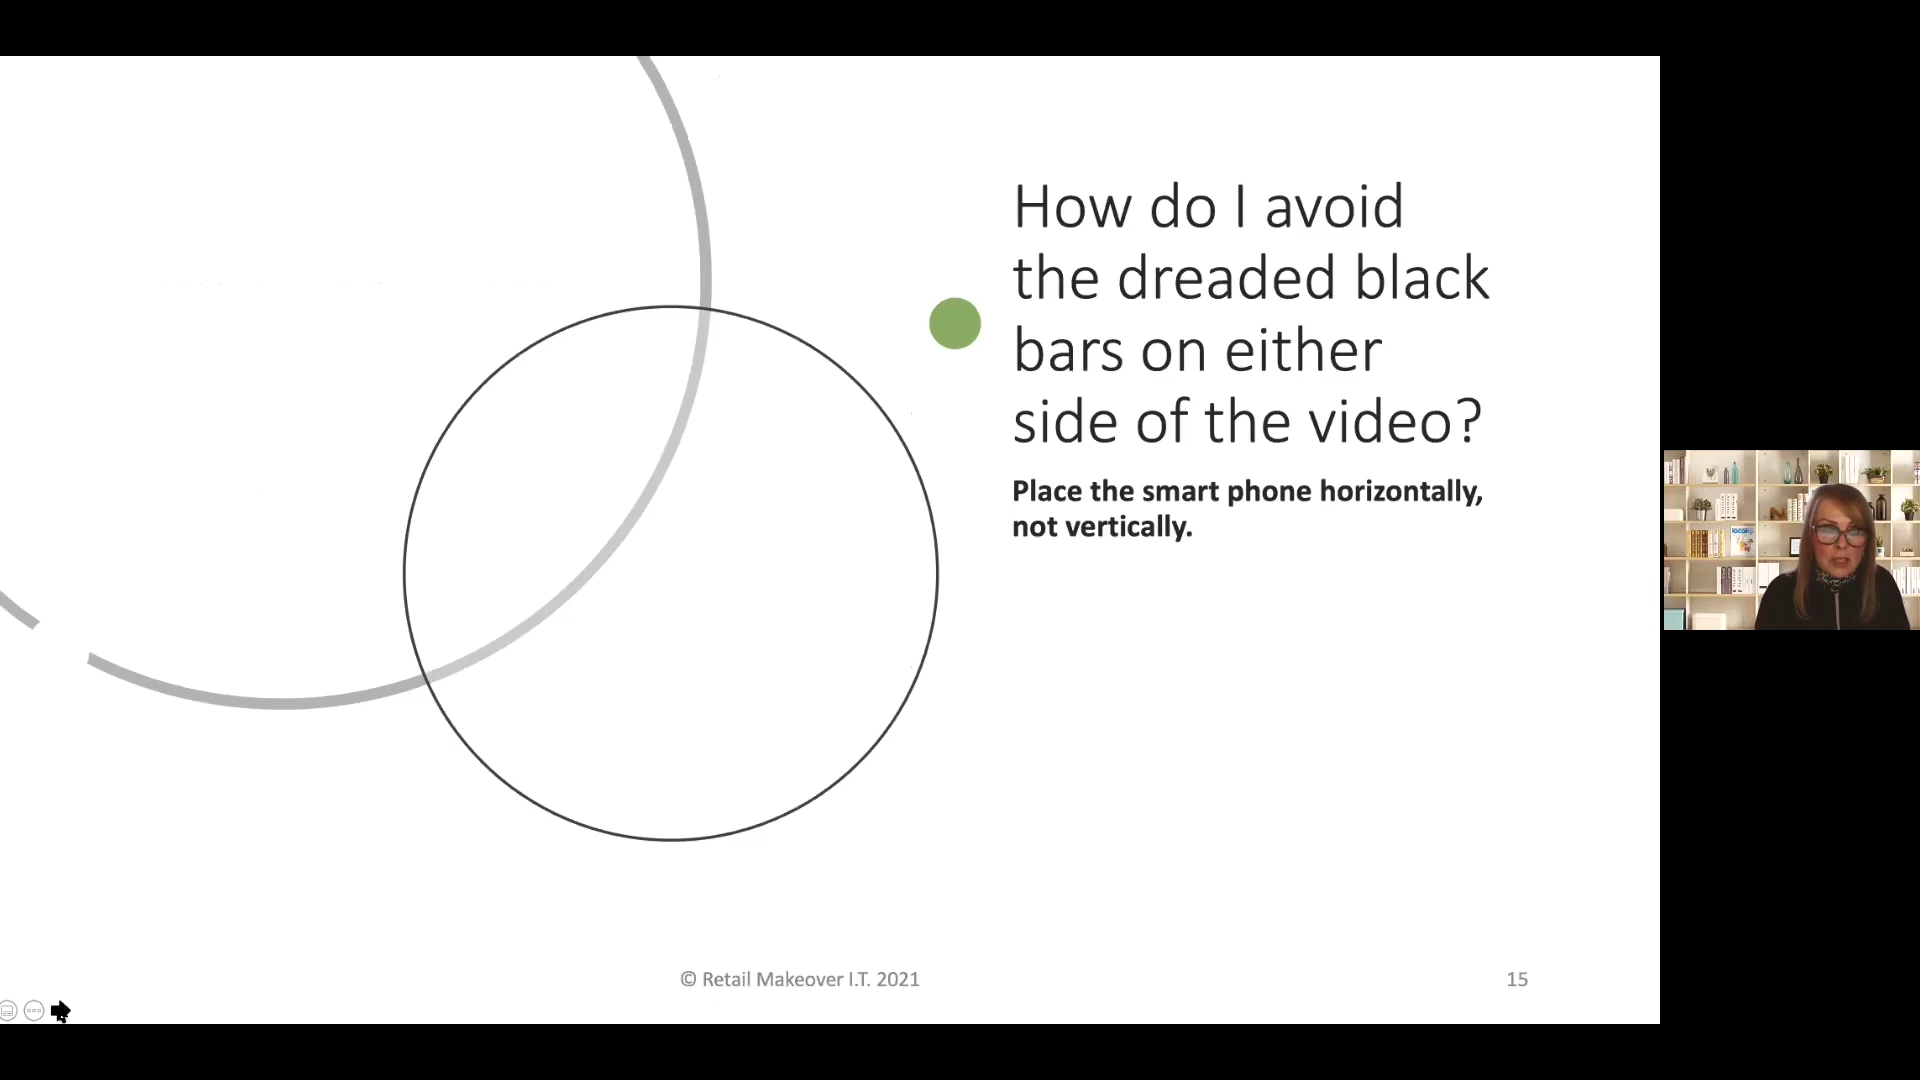 How do I avoid
the dreaded black
bars on either
side of the video?
Place the smart phone horizontally,
not vertically.
© Retail Makeover I.T. 2021
15
local